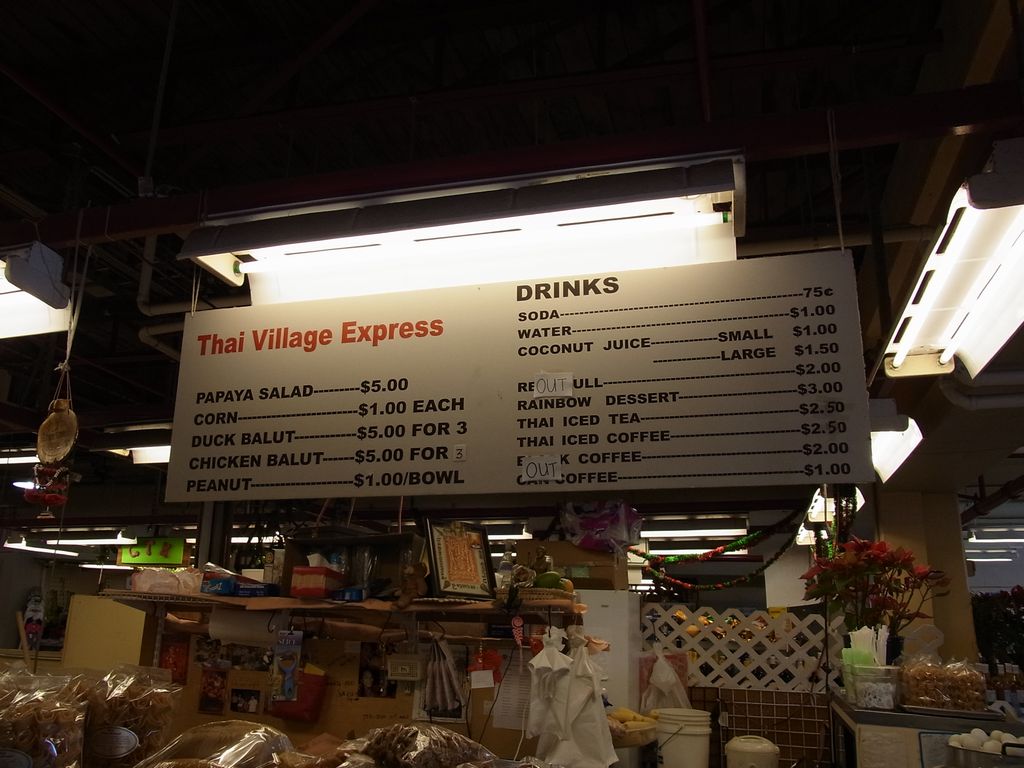 Thai Village Express
PAPAYA SALAD--------$5.00
CORN-------------------------$1.00 EACH
DUCK BALUT-----------$5.00 FOR 3
CHICKEN BALUT-----$5.00 FOR 3
PEANUT-------------------$1.00/BOWL
DRINKS
SODA--------------------------------------------75¢
WATER----------------------------------------$1.00
COCONUT JUICE----------------SMALL $1.00
----------------LARGE $1.50
RE OUT ULL----------------------------------$2.00
RAINBOW DESSERT-------------------------$3.00
THAI ICED TEA--------------------------------$2.50
THAI ICED COFFEE---------------------------$2.50
OUT K COFFEE--------------------------------$2.00
CAN COFFEE-----------------------------------$1.00